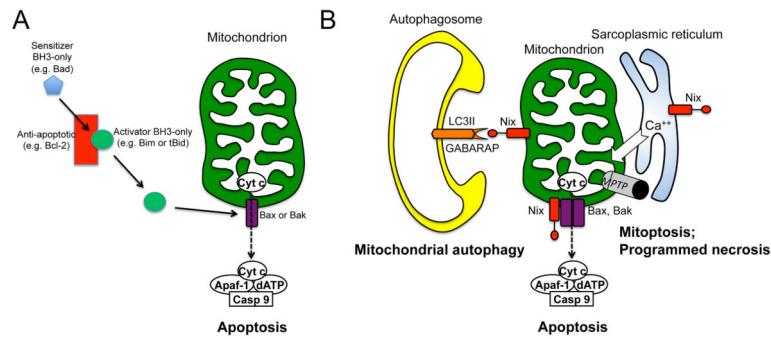 A
Sensitizer
BH3-only
(e.g. Bad)
Mitochondrion
Anti-apoptotic
(e.g. Bcl-2)
Activator BH3-only
(e.g. Bim or tBid)
Cyt c
Bax or Bak
Cyt c
Apaf-1 dATP
Casp 9
Apoptosis
B
Autophagosome
Mitochondrion
Sarcoplasmic reticulum
LC3II
GABARAP
Nix
Nix
Ca++
MPTP
Cyt c
Nix
Bax, Bak
Mitochondrial autophagy
Mitoptosis;
Programmed necrosis
Cyt c
Apaf-1 dATP
Casp 9
Apoptosis